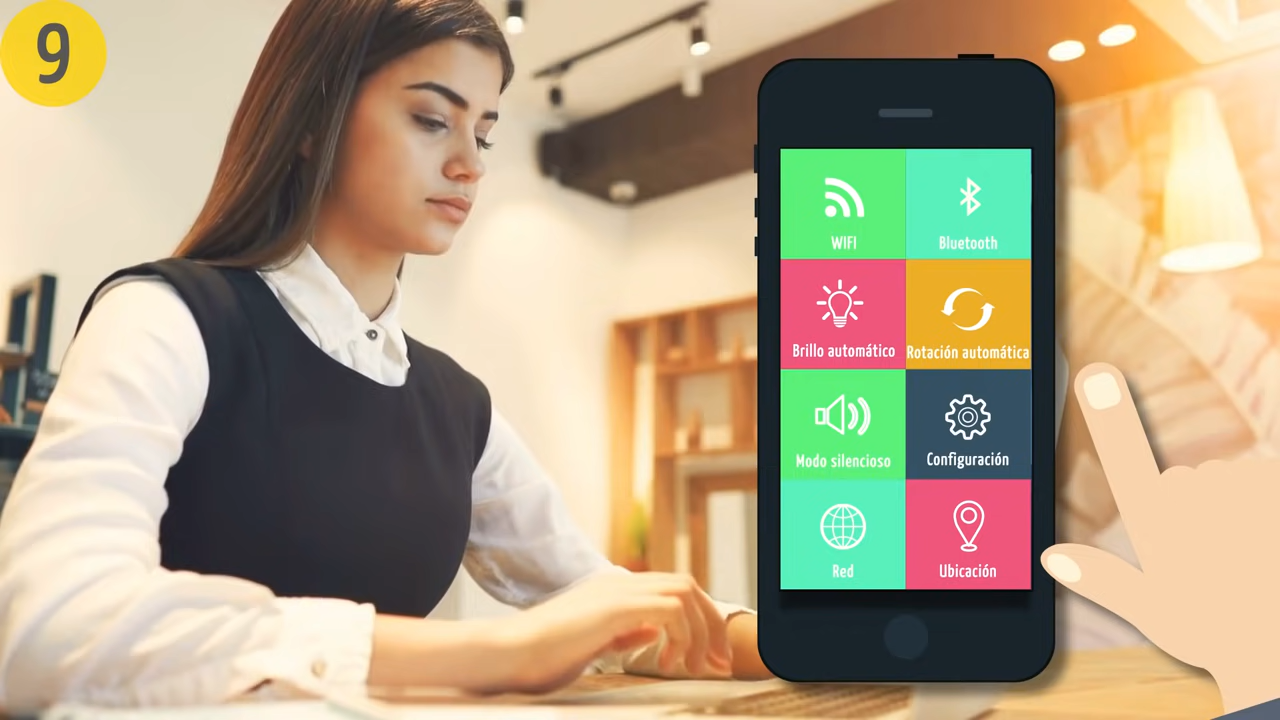 9
WIFI
Bluetooth
Brillo automático
Rotación automática
Modo silencioso
Configuración
Red
Ubicación